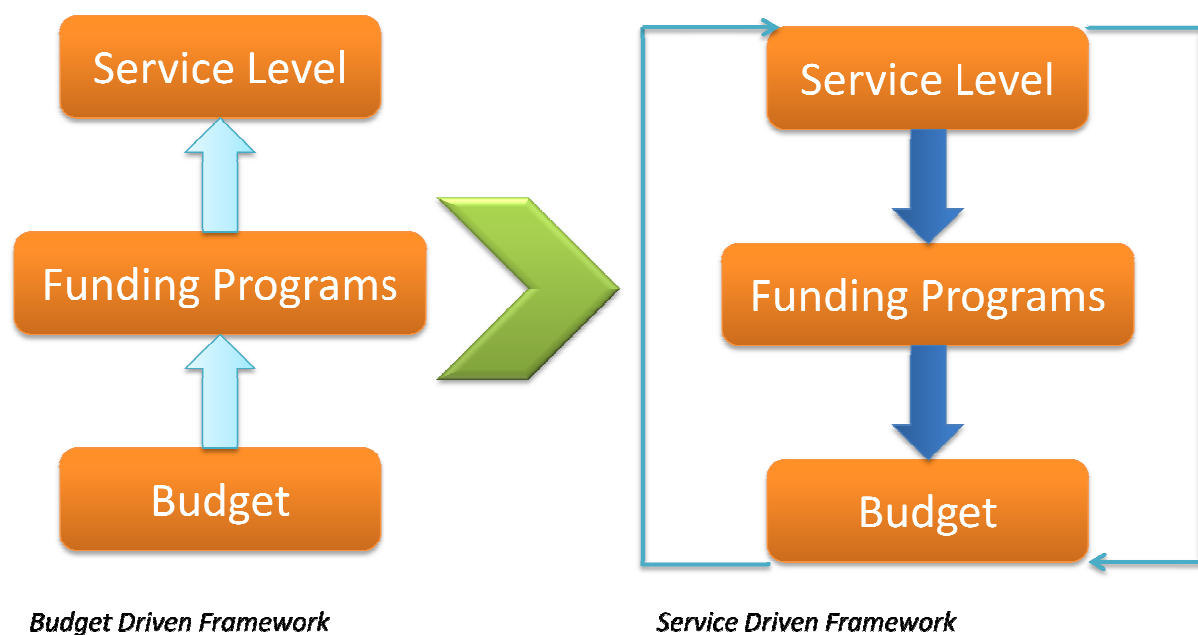 Service Level
Funding Programs
Budget
Budget Driven Framework
Service Level
Funding Programs
Budget
Service Driven Framework